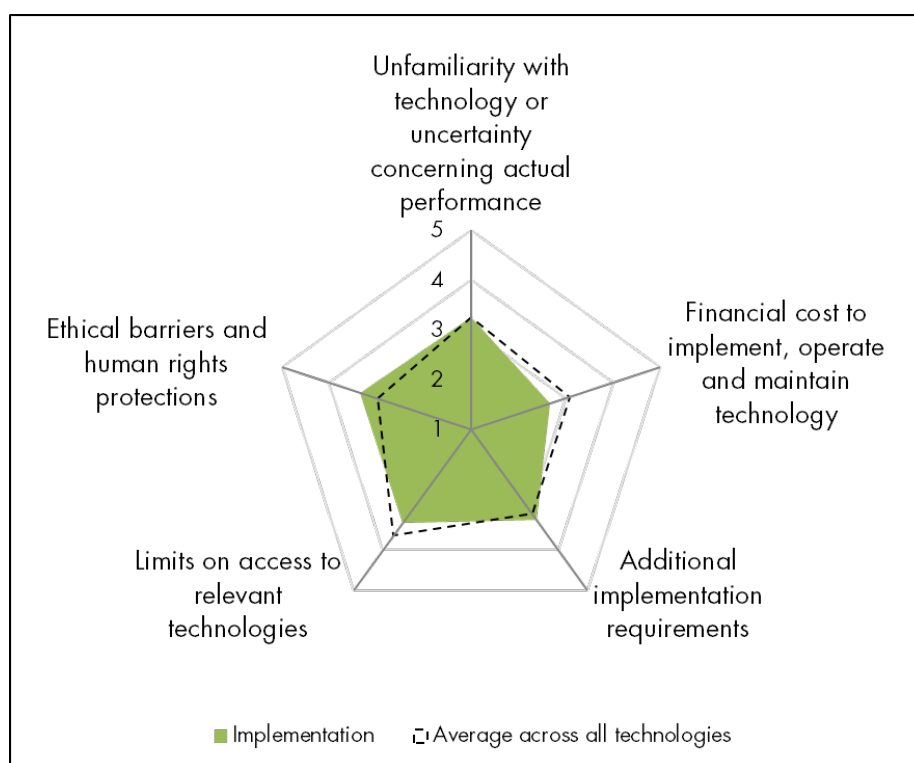 Unfamiliarity with
technology or
uncertainty
concerning actual
performance
5
4
3
2
1
Ethical barriers and
human rights
protections
Financial cost to
implement, operate
and maintain
technology
Limits on access to
relevant
technologies
Additional
implementation
requirements
Implementation
Average across all technologies